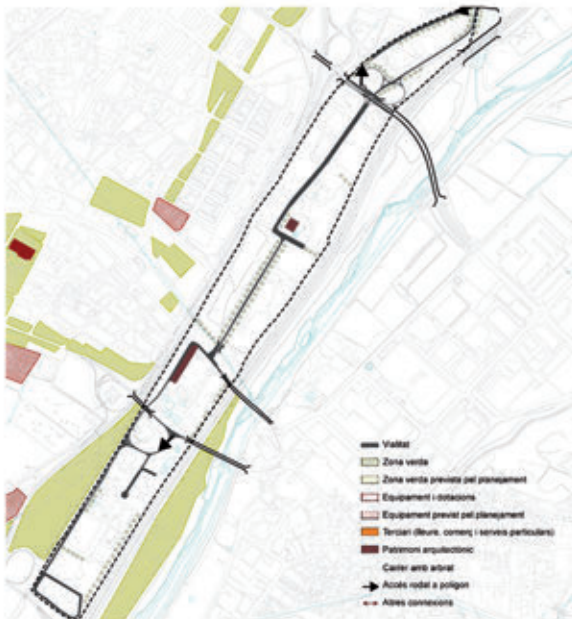 Vialitat
Zona verda
Zona verda prevista pel planejament
Equipament i dotacions
Equipament previst pel planejament
Terciari (lleure, comerç i serveis particulars)
Patrimoni arquitectònic
Carrer amb arbrat
Accés rodat a polígon
Altres connexions